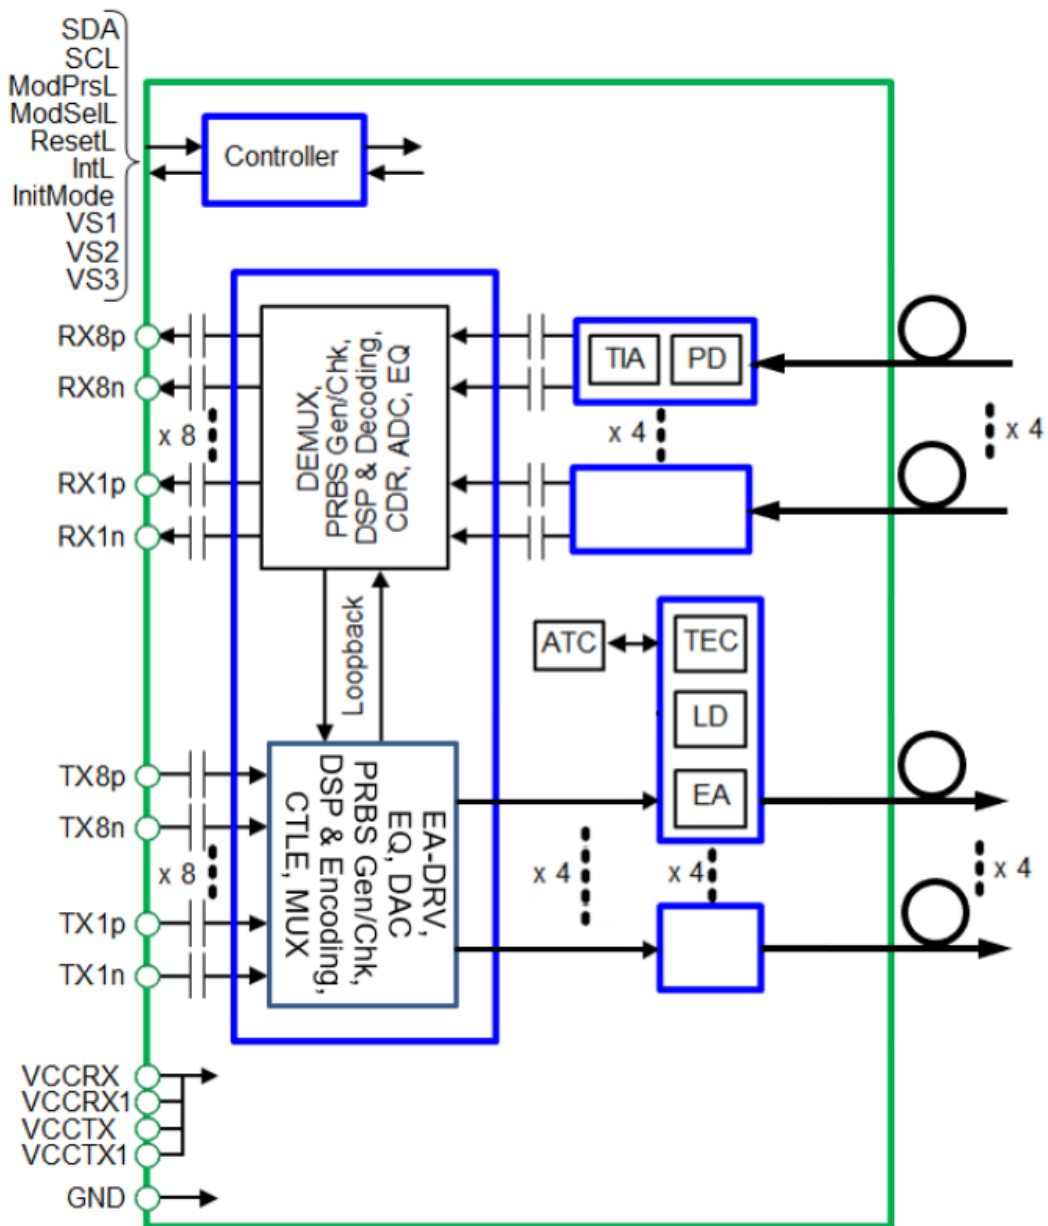 SDA
SCL
ModPrsL
ModSelL
ResetL
IntL
InitMode
VS1
VS2
VS3
Controller
RX8p
RX8n
x 8
RX1p
RX1n
DEMUX,
PRBS Gen/Chk,
DSP & Decoding,
CDR, ADC, EQ
TIA
PD
x 4
x 4
Loopback
ATC
TEC
LD
EA
TX8p
TX8n
x 8
TX1p
TX1n
EA-DRV,
EQ, DAC
PRBS Gen/Chk,
DSP & Encoding,
CTLE, MUX
x 4
x 4
x 4
VCCRX
VCCRX1
VCCTX
VCCTX1
GND